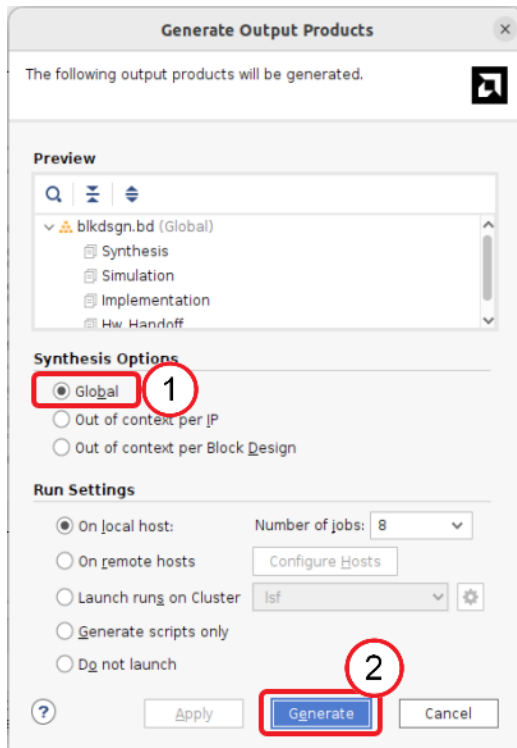 Generate Output Products
The following output products will be generated.
Preview
blkdsgn.bd (Global)
Synthesis
Simulation
Implementation
Hw_Handoff
Synthesis Options
Global
1
Out of context per IP
Out of context per Block Design
Run Settings
On local host: Number of jobs: 8
On remote hosts Configure Hosts
Launch runs on Cluster lsf
Generate scripts only
Do not launch
2
? Apply Generate Cancel